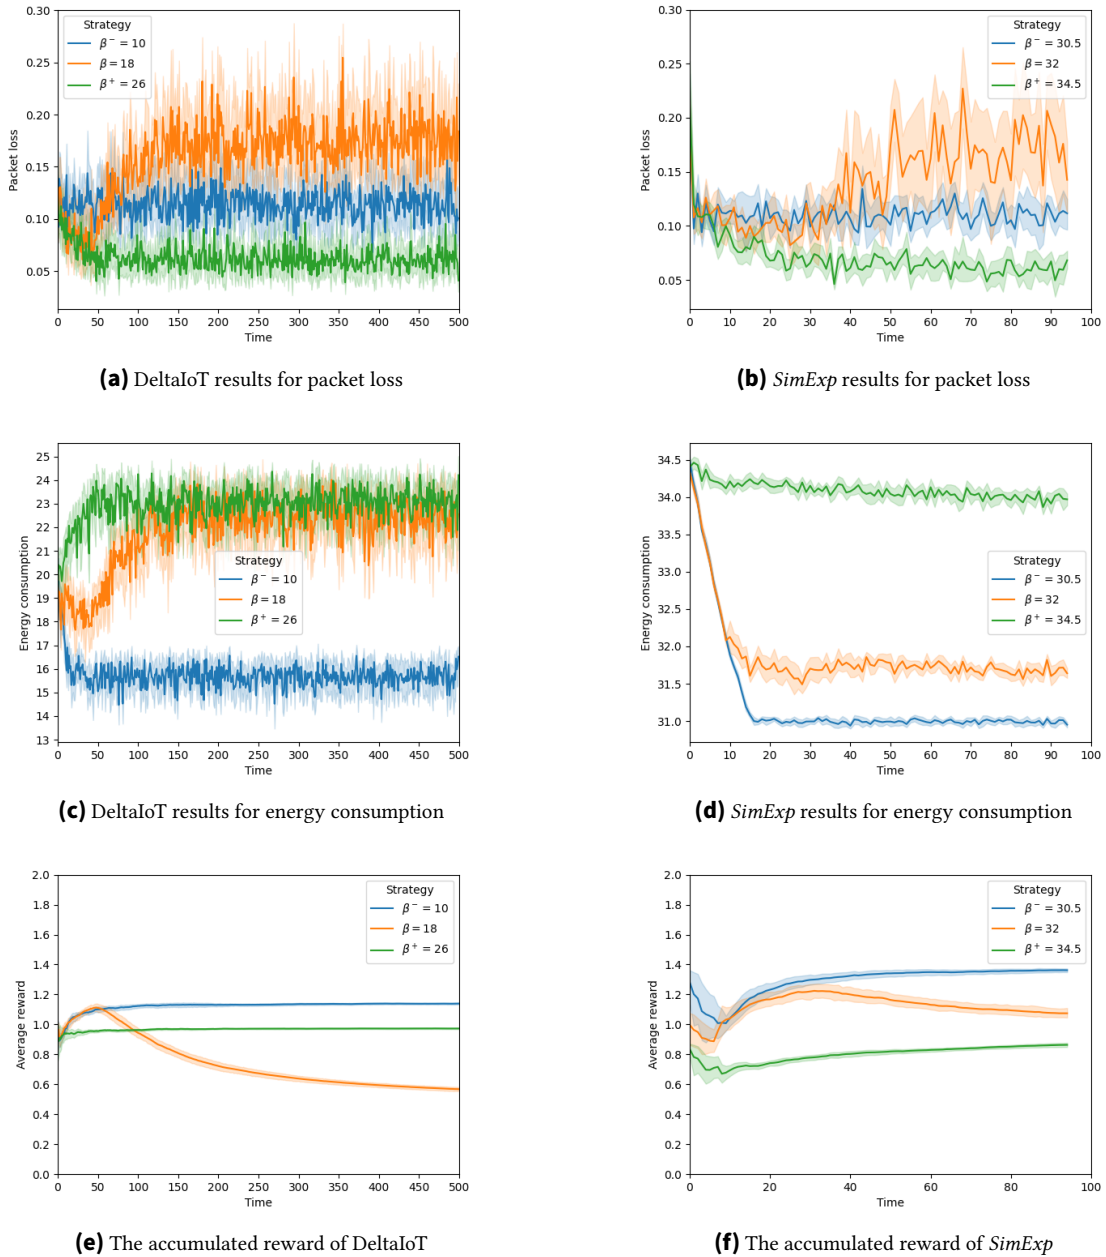 0.30
0.25
0.20
0.15
0.10
0.05
Packet loss
Strategy
β⁻ = 10
β = 18
β⁺ = 26
0 50 100 150 200 250 300 350 400 450 500
Time
(a) DeltaIoT results for packet loss
0.30
0.25
0.20
0.15
0.10
0.05
Packet loss
Strategy
β⁻ = 30.5
β = 32
β⁺ = 34.5
0 10 20 30 40 50 60 70 80 90 100
Time
(b) SimExp results for packet loss
25
24
23
22
21
20
19
18
17
16
15
14
13
Energy consumption
Strategy
β⁻ = 10
β = 18
β⁺ = 26
0 50 100 150 200 250 300 350 400 450 500
Time
(c) DeltaIoT results for energy consumption
34.5
34.0
33.5
33.0
32.5
32.0
31.5
31.0
Energy consumption
Strategy
β⁻ = 30.5
β = 32
β⁺ = 34.5
0 10 20 30 40 50 60 70 80 90 100
Time
(d) SimExp results for energy consumption
2.0
1.8
1.6
1.4
1.2
1.0
0.8
0.6
0.4
0.2
0.0
Average reward
Strategy
β⁻ = 10
β = 18
β⁺ = 26
0 50 100 150 200 250 300 350 400 450 500
Time
(e) The accumulated reward of DeltaIoT
2.0
1.8
1.6
1.4
1.2
1.0
0.8
0.6
0.4
0.2
0.0
Average reward
Strategy
β⁻ = 30.5
β = 32
β⁺ = 34.5
0 20 40 60 80 100
Time
(f) The accumulated reward of SimExp